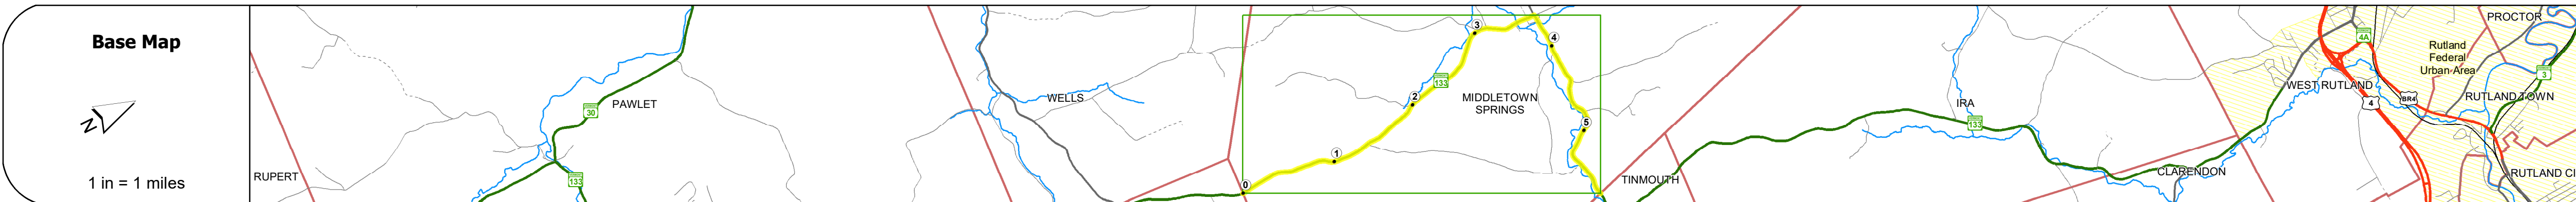 Base Map
N
1 in = 1 miles
RUPERT
30
PAWLET
133
WELLS
0
1
2
133
3
4
5
MIDDLETOWN
SPRINGS
TINMOUTH
IRA
133
CLARENDON
WEST RUTLAND
4A
4
BR4
Rutland
Federal
Urban Area
PROCTOR
3
RUTLAND TOWN
RUTLAND CI